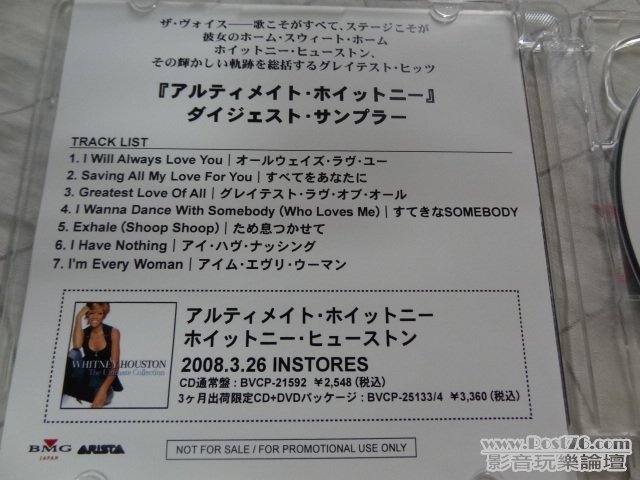 ザ・ヴォイス──歌こそがすべて、ステージこそが
彼女のホーム・スウィート・ホーム
ホイットニー・ヒューストン、
その輝かしい軌跡を総括するグレイテスト・ヒッツ
『アルティメイト・ホイットニー』
ダイジェスト・サンプラー
TRACK LIST
1. I Will Always Love You｜オールウェイズ・ラヴ・ユー
2. Saving All My Love For You｜すべてをあなたに
3. Greatest Love Of All｜グレイテスト・ラヴ・オブ・オール
4. I Wanna Dance With Somebody (Who Loves Me)｜すてきなSOMEBODY
5. Exhale (Shoop Shoop)｜ため息つかせて
6. I Have Nothing｜アイ・ハヴ・ナッシング
7. I'm Every Woman｜アイム・エヴリ・ウーマン
アルティメイト・ホイットニー
ホイットニー・ヒューストン
2008.3.26 INSTORES
CD通常盤 : BVCP-21592 ￥2,548 (税込)
3ヶ月出荷限定CD+DVDパッケージ : BVCP-25133/4 ￥3,360 (税込)
WHITNEY HOUSTON
The Ultimate Collection
BMG
JAPAN
ARISTA
NOT FOR SALE / FOR PROMOTIONAL USE ONLY
www.Post76.com
影音玩樂論壇